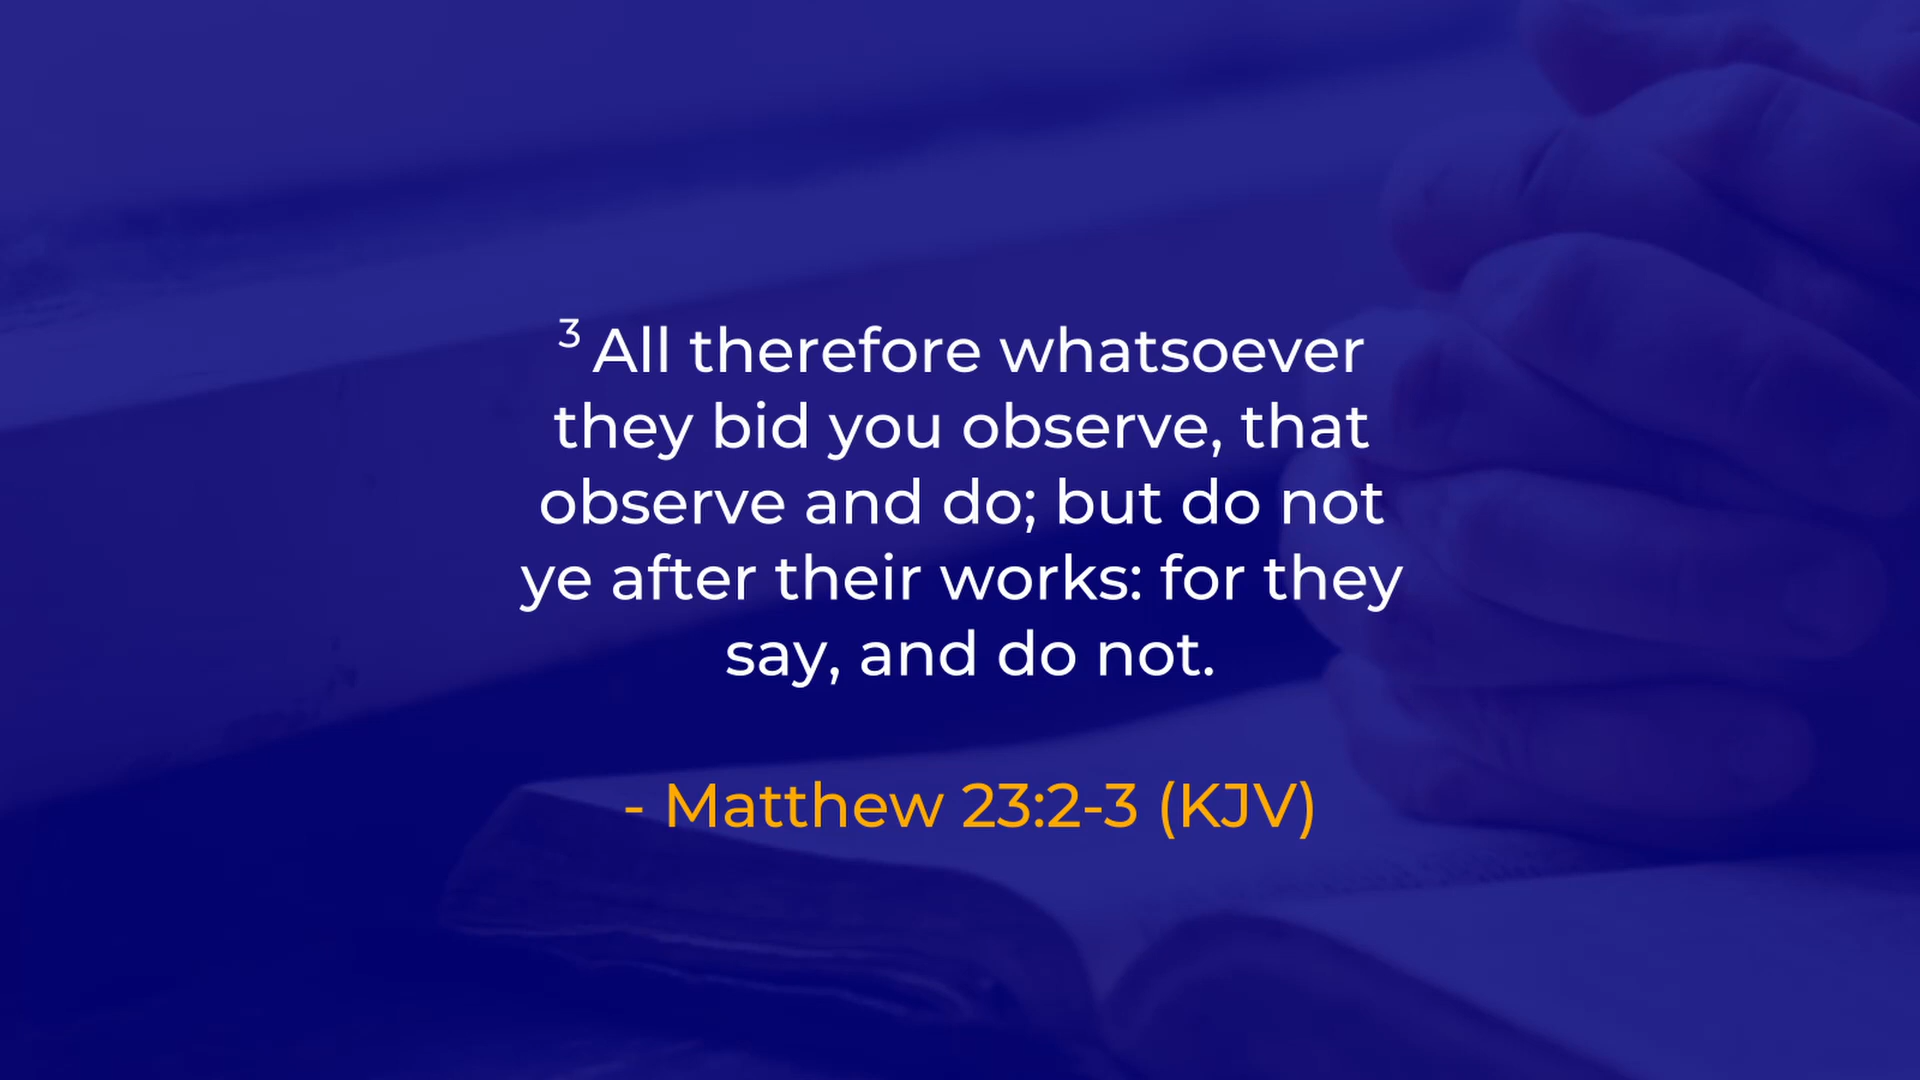 3 All therefore whatsoever
they bid you observe, that
observe and do; but do not
ye after their works: for they
say, and do not.
- Matthew 23:2-3 (KJV)